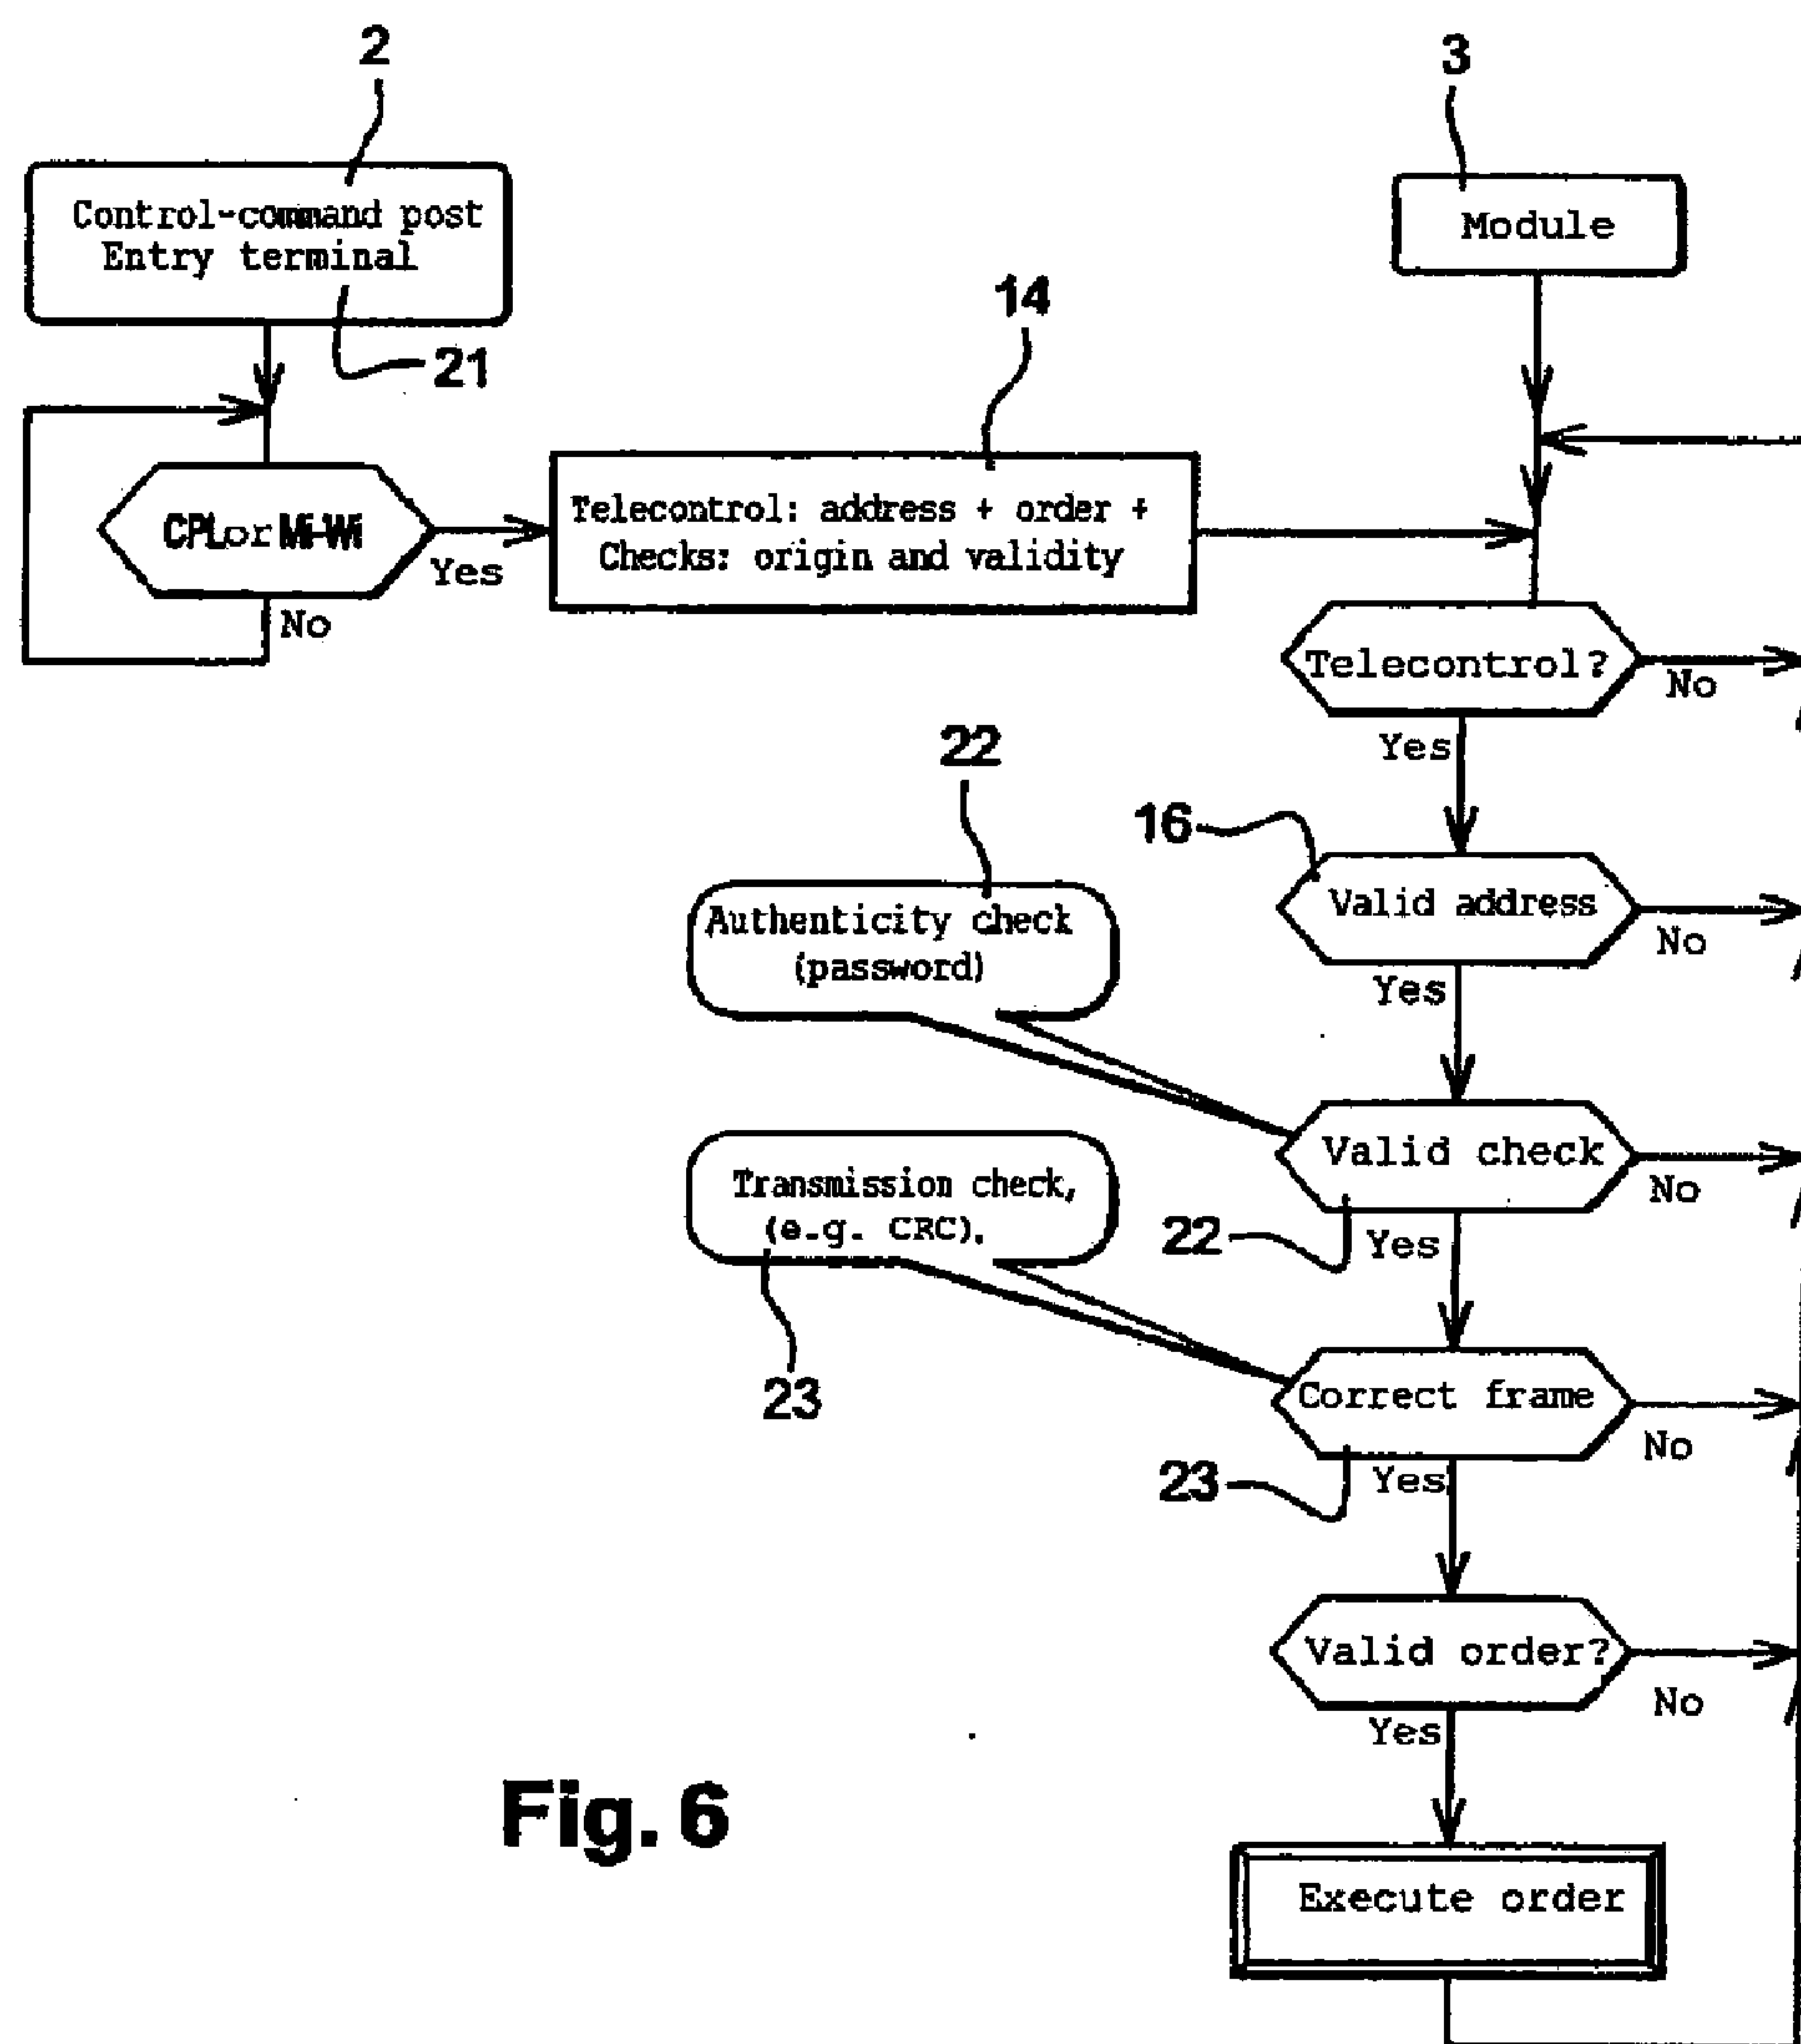 2
Control-command post
Entry terminal
21
CPL or Mi-Wi
Yes
No
14
Telecontrol: address + order +
Checks: origin and validity
3
Module
Telecontrol?
No
Yes
16
Valid address
No
Yes
22
Authenticity check
(password)
Valid check
No
22
Yes
Transmission check,
(e.g. CRC).
23
Correct frame
No
23
Yes
Valid order?
No
Yes
Execute order
Fig. 6